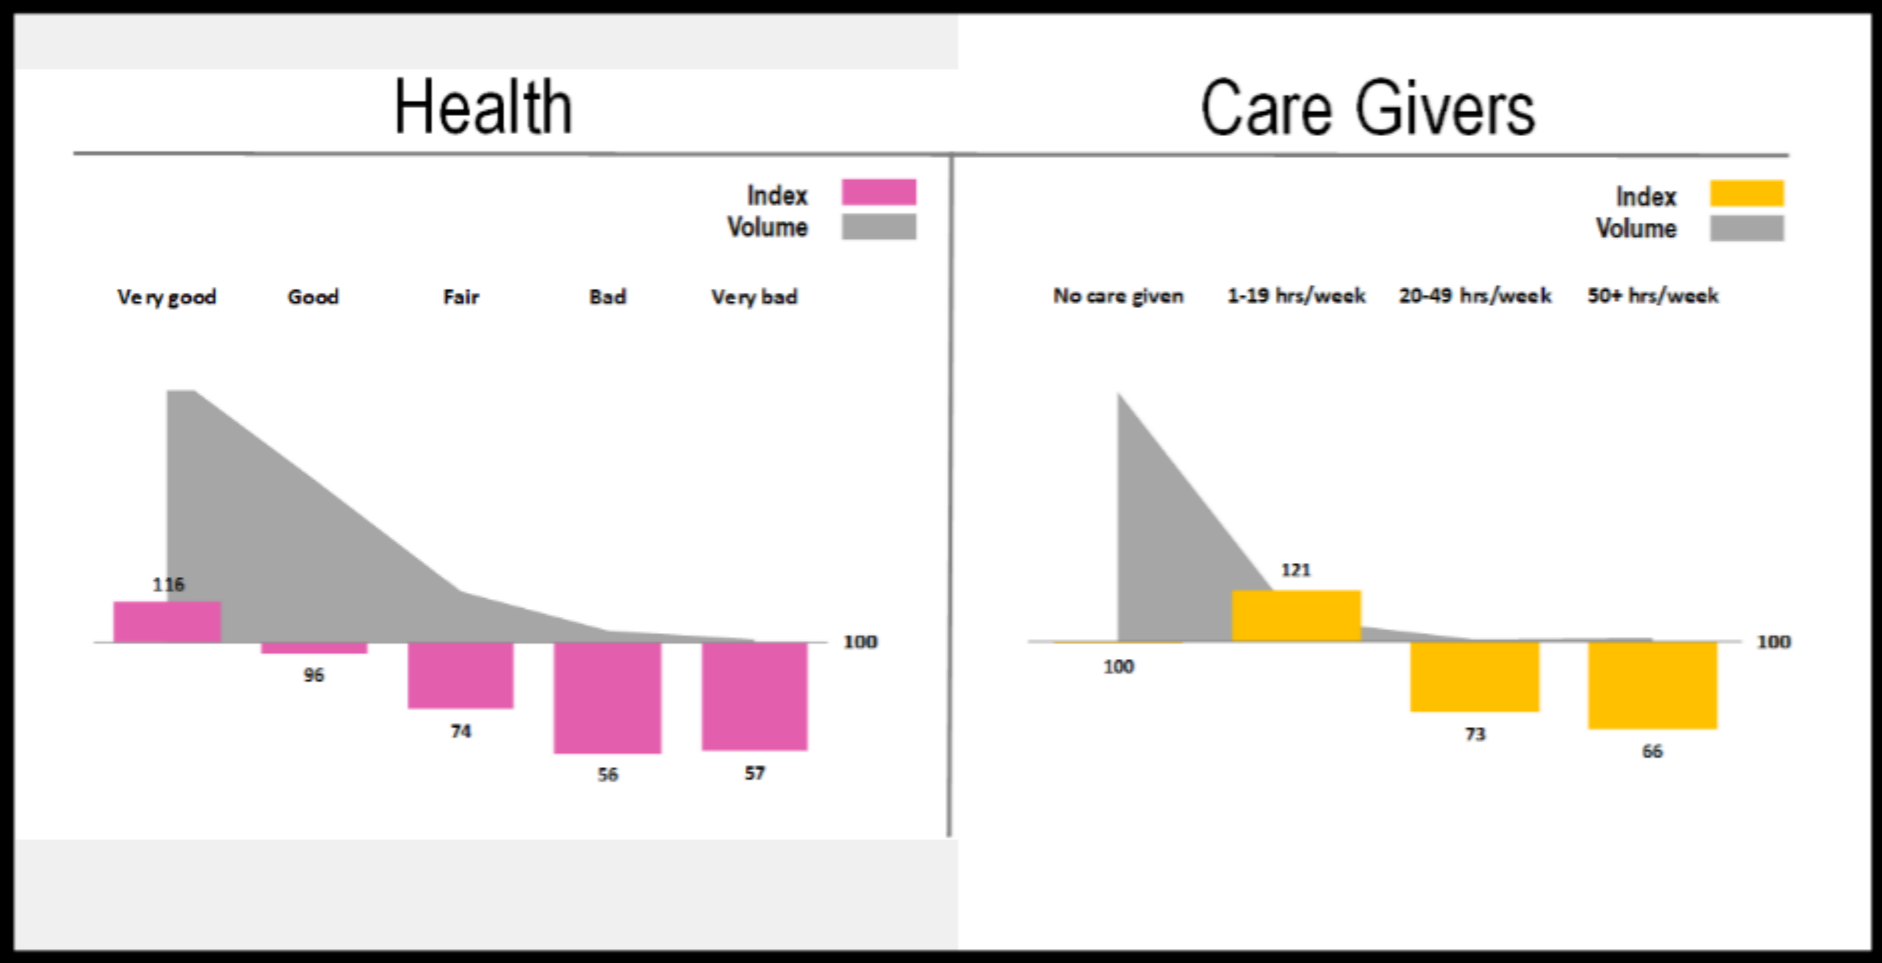 Health
Index
Volume
Very good Good Fair Bad Very bad
116
100
96
74
56
57
Care Givers
Index
Volume
No care given 1-19 hrs/week 20-49 hrs/week 50+ hrs/week
121
100
100
73
66